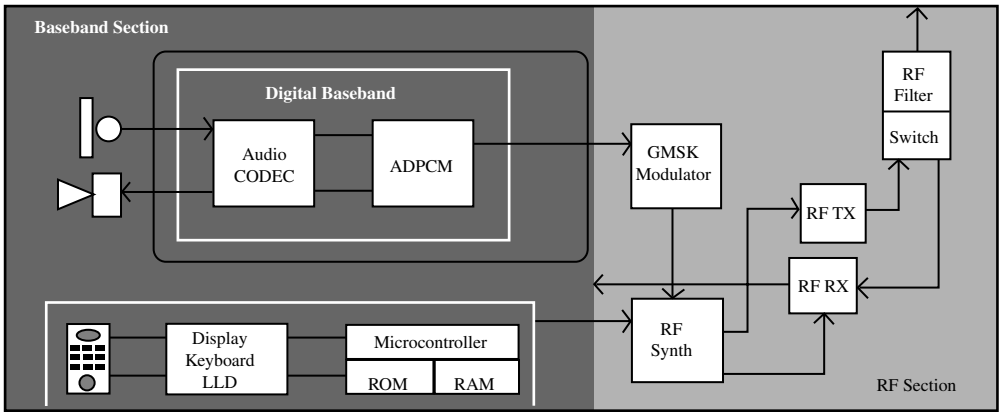 Baseband Section
Digital Baseband
Audio
CODEC
ADPCM
GMSK
Modulator
RF
Filter
Switch
RF TX
RF RX
RF
Synth
Display
Keyboard
LLD
Microcontroller
ROM
RAM
RF Section